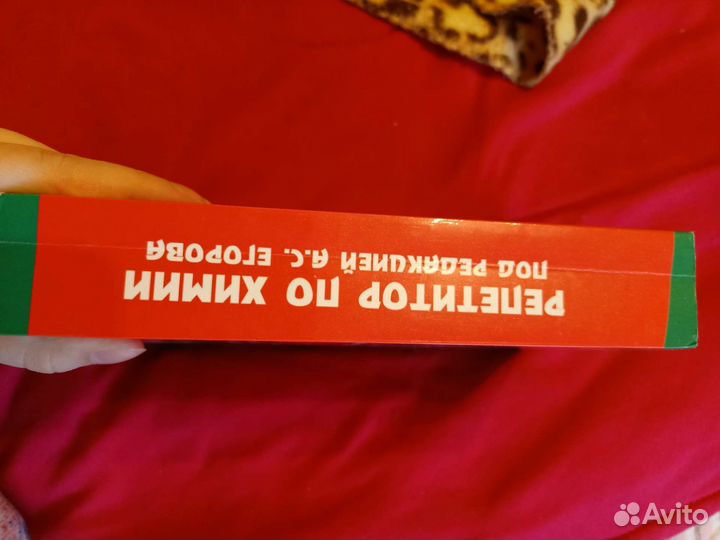 РЕПЕТИТОР ПО ХИМИИ
ПОД РЕДАКЦИЕЙ А.С. ЕГОРОВА
Avito